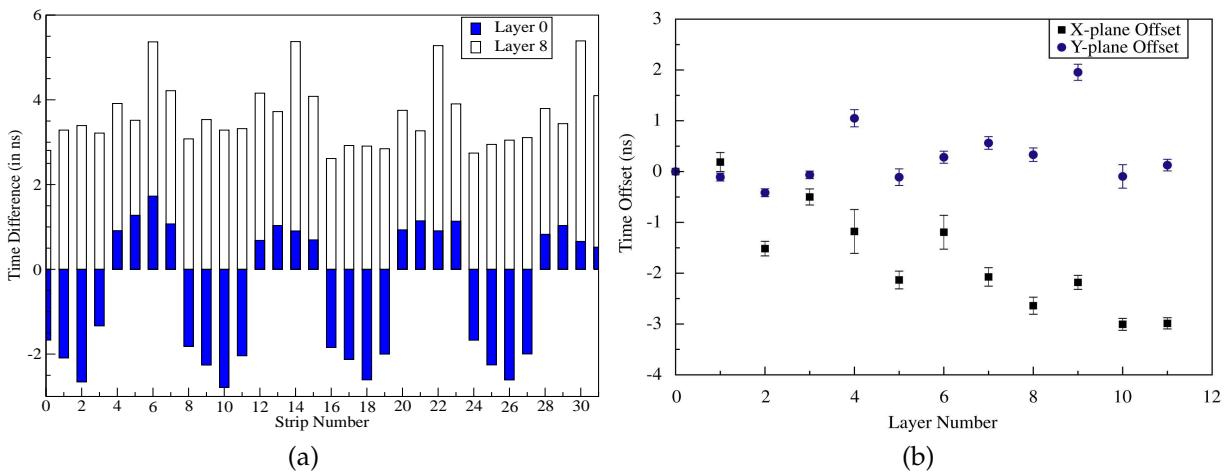 6
4
2
0
-2
Time Difference (in ns)
Layer 0
Layer 8
0 2 4 6 8 10 12 14 16 18 20 22 24 26 28 30
Strip Number
(a)
3
2
1
0
-1
-2
-3
-4
Time Offset (ns)
X-plane Offset
Y-plane Offset
0 2 4 6 8 10 12
Layer Number
(b)